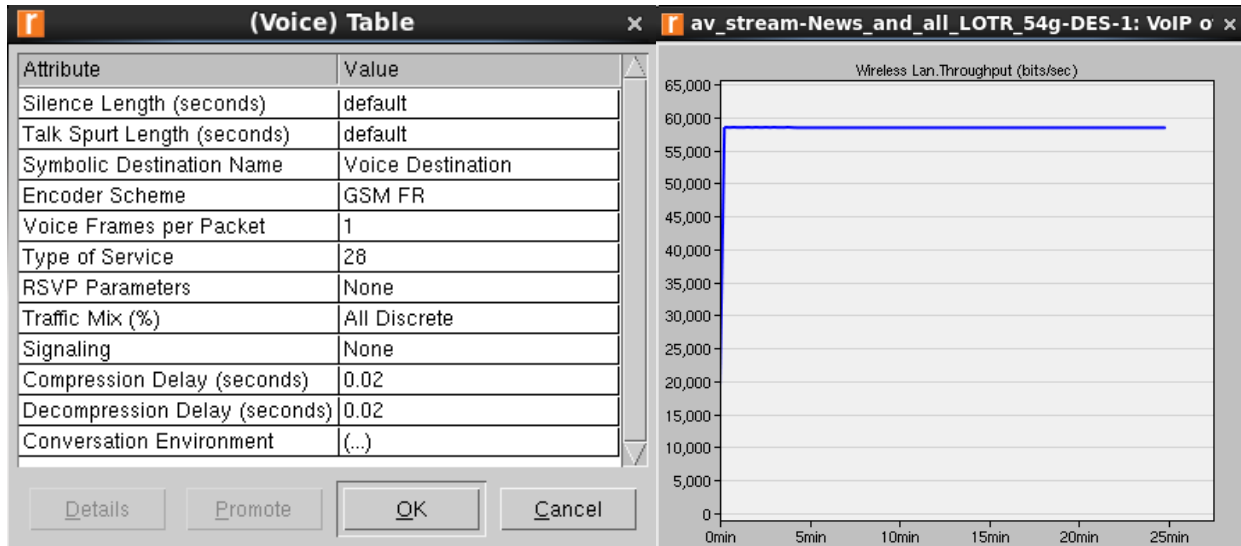 (Voice) Table
Attribute Value
Silence Length (seconds) default
Talk Spurt Length (seconds) default
Symbolic Destination Name Voice Destination
Encoder Scheme GSM FR
Voice Frames per Packet 1
Type of Service 28
RSVP Parameters None
Traffic Mix (%) All Discrete
Signaling None
Compression Delay (seconds) 0.02
Decompression Delay (seconds) 0.02
Conversation Environment (...)
Details Promote OK Cancel
av_stream-News_and_all_LOTR_54g-DES-1: VoIP o
Wireless Lan.Throughput (bits/sec)
65,000
60,000
55,000
50,000
45,000
40,000
35,000
30,000
25,000
20,000
15,000
10,000
5,000
0
0min 5min 10min 15min 20min 25min